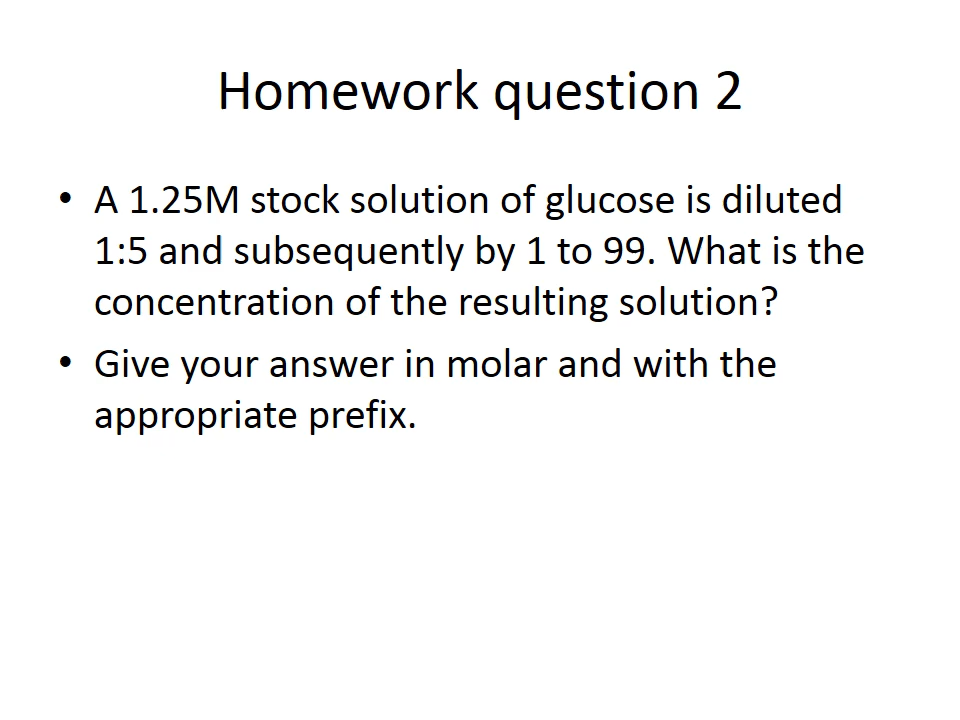 Homework question 2
• A 1.25M stock solution of glucose is diluted
1:5 and subsequently by 1 to 99. What is the
concentration of the resulting solution?
• Give your answer in molar and with the
appropriate prefix.